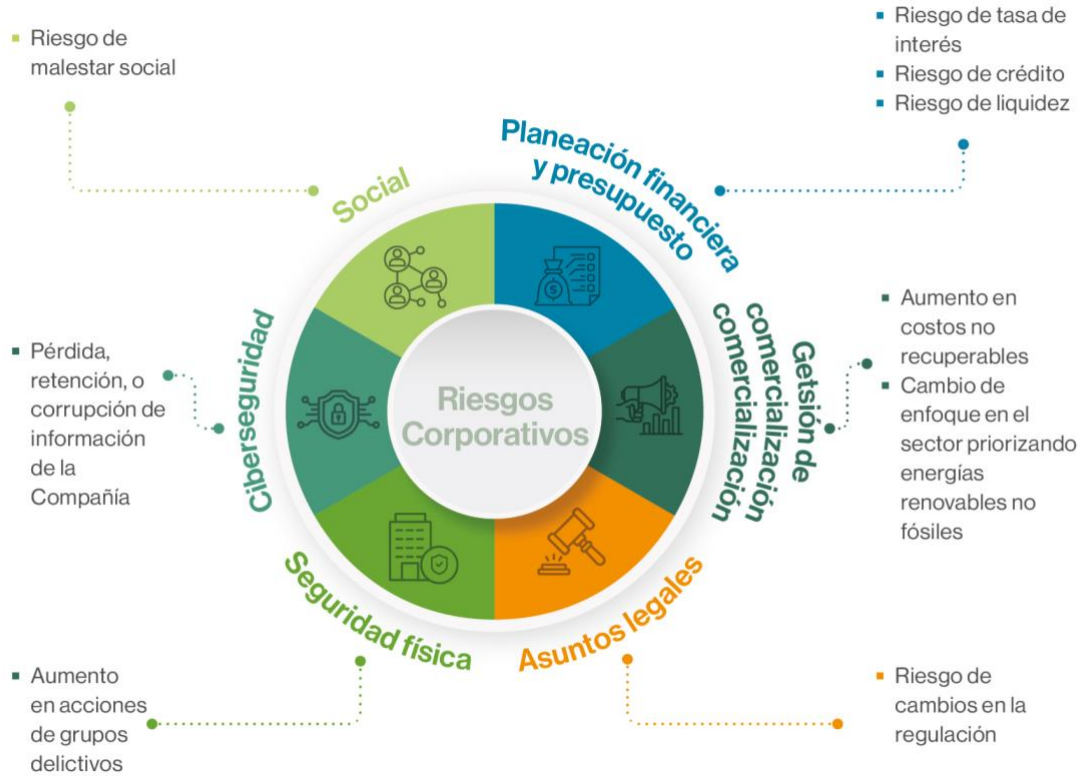 Riesgo de
malestar social
Riesgo de tasa de
interés
Riesgo de crédito
Riesgo de liquidez
Social
Planeación financiera
y presupuesto
Ciberseguridad
Pérdida,
retención, o
corrupción de
información
de la
Compañía
Riesgos
Corporativos
Getsión de
comercialización
comercialización
Aumento en
costos no
recuperables
Cambio de
enfoque en el
sector priorizando
energías
renovables no
fósiles
Seguridad física
Asuntos legales
Aumento
en acciones
de grupos
delictivos
Riesgo de
cambios en la
regulación